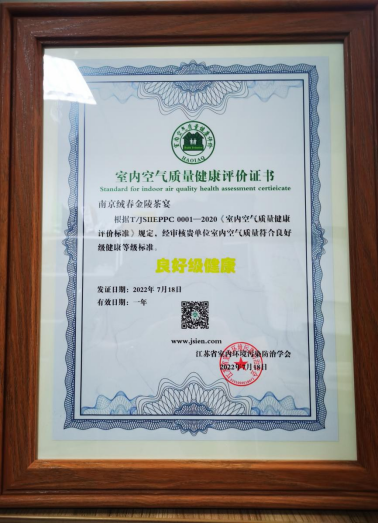 HAQIAQ
室内空气质量健康评价证书
Standard for indoor air quality health assessment certieicate
南京绒春金陵茶宴
根据T/JSHEPPC 0001—2020《室内空气质量健康
评价标准》规定，经审核贵单位室内空气质量符合良好
级健康等级标准。
良好级健康
发证日期：2022年 7月18日
有效日期：一年
www.jsien.com
江苏省室内环境污染防治学会
2022年7月18日